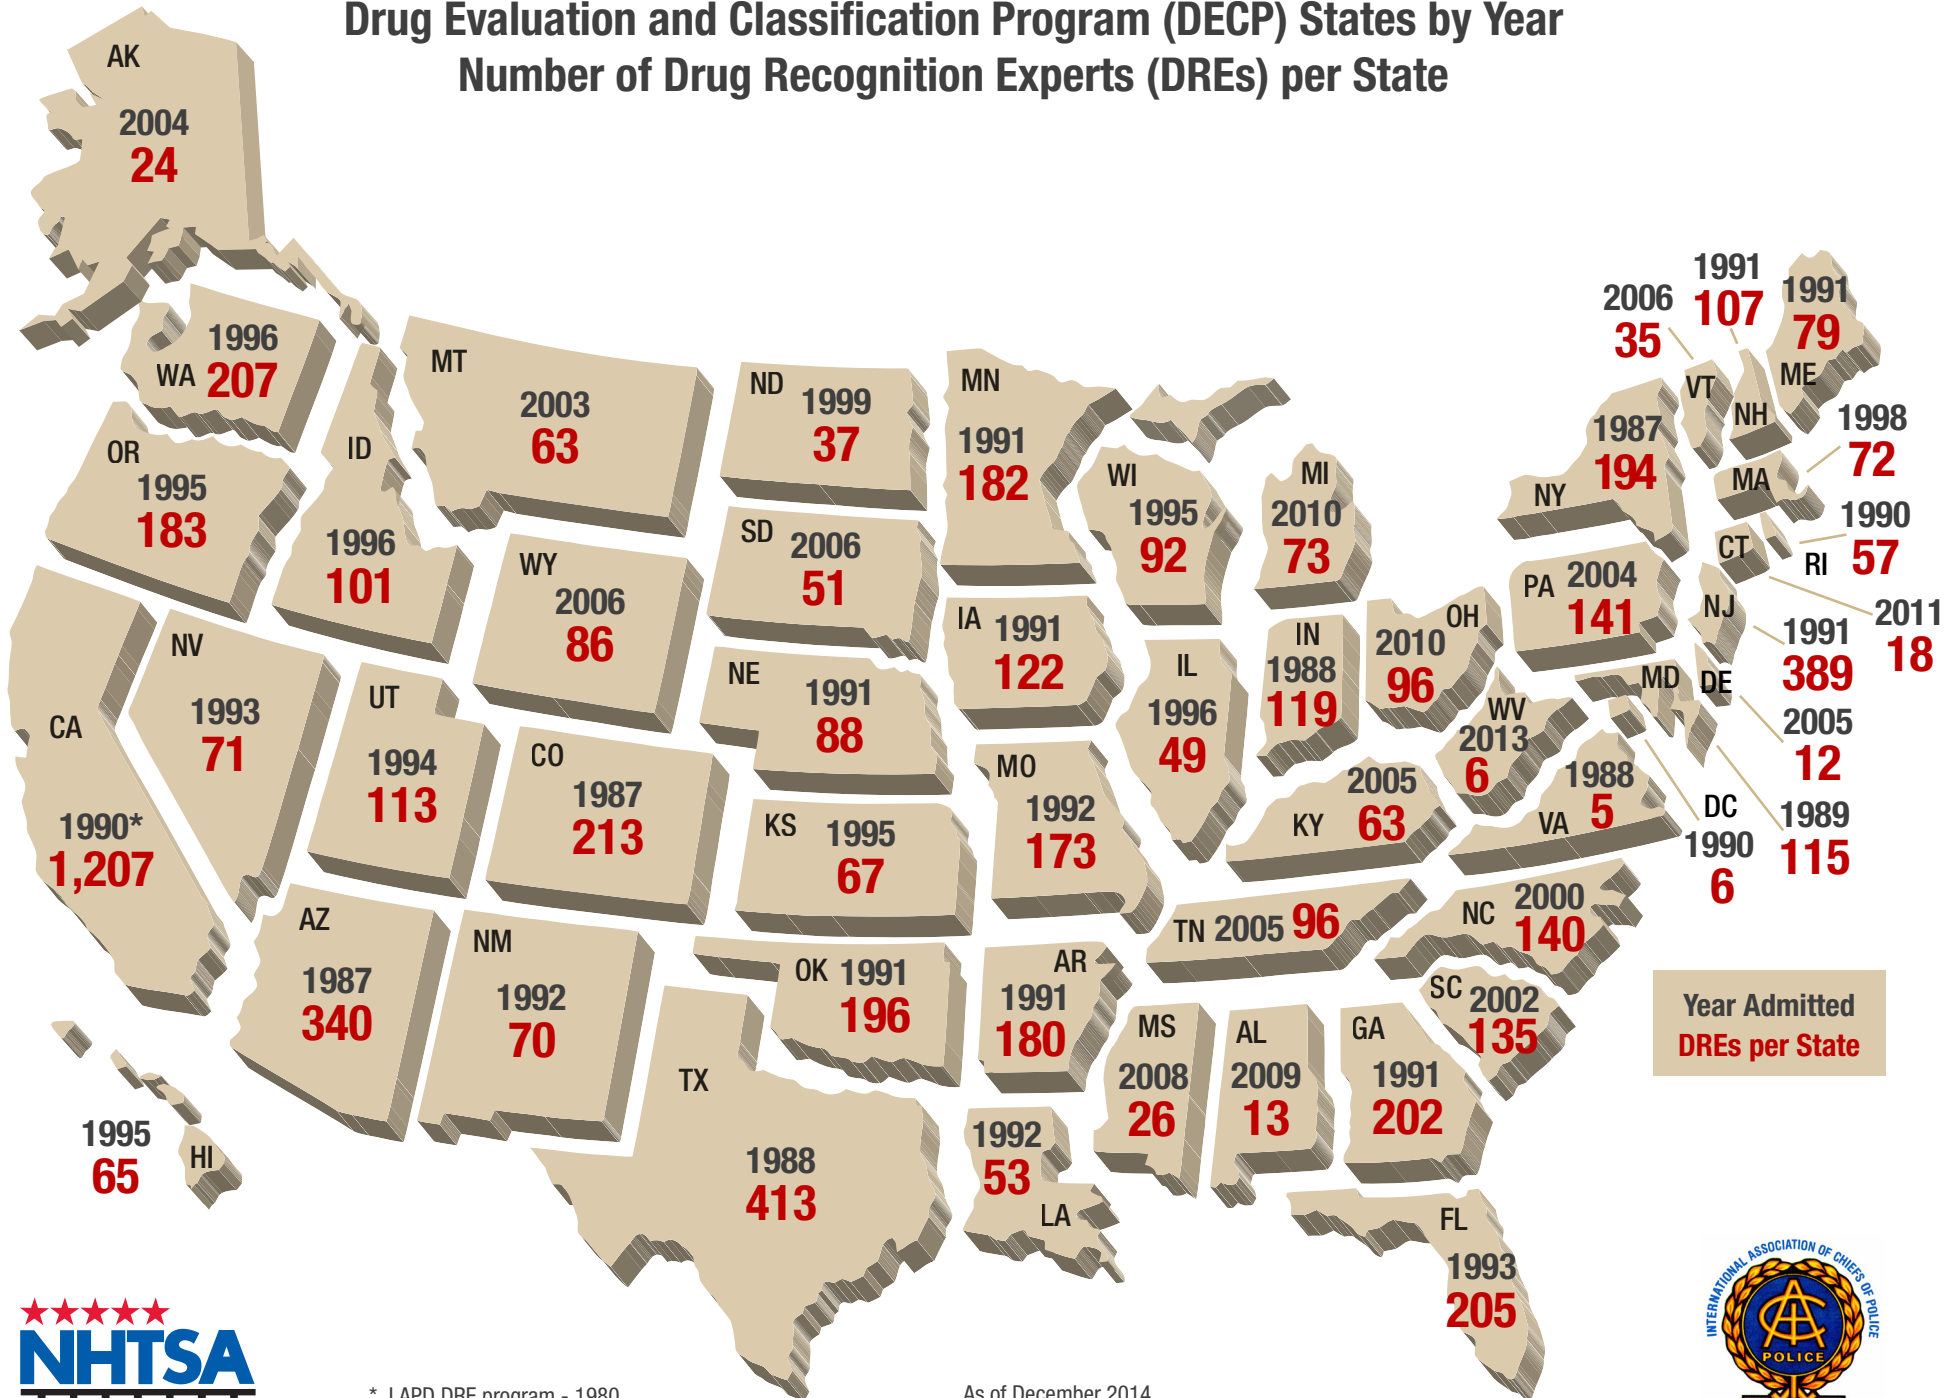 Drug Evaluation and Classification Program (DECP) States by Year
Number of Drug Recognition Experts (DREs) per State
AK
2004
24
1996
WA 207
OR
1995
183
ID
1996
101
MT
2003
63
ND
1999
37
MN
1991
182
WI
1995
92
MI
2010
73
2006
35
VT
1991
107
NH
1991
79
ME
1987
194
NY
1998
72
MA
1990
57
RI
2011
18
CT
SD
2006
51
WY
2006
86
IA
1991
122
NE
1991
88
IL
1996
49
IN
1988
119
OH
2010
96
PA
2004
141
NJ
1991
389
MD
DE
2005
12
1989
115
DC
1990
6
WV
2013
6
1988
5
VA
CA
1990*
1,207
NV
1993
71
UT
1994
113
CO
1987
213
KS
1995
67
MO
1992
173
KY
2005
63
TN 2005 96
NC
2000
140
SC
2002
135
AZ
1987
340
NM
1992
70
OK
1991
196
AR
1991
180
MS
2008
26
AL
2009
13
GA
1991
202
TX
1988
413
1992
53
LA
FL
1993
205
1995
65
HI
Year Admitted
DREs per State
NHTSA
* LAPD DRE program - 1980
As of December 2014
INTERNATIONAL ASSOCIATION OF CHIEFS OF POLICE
POLICE